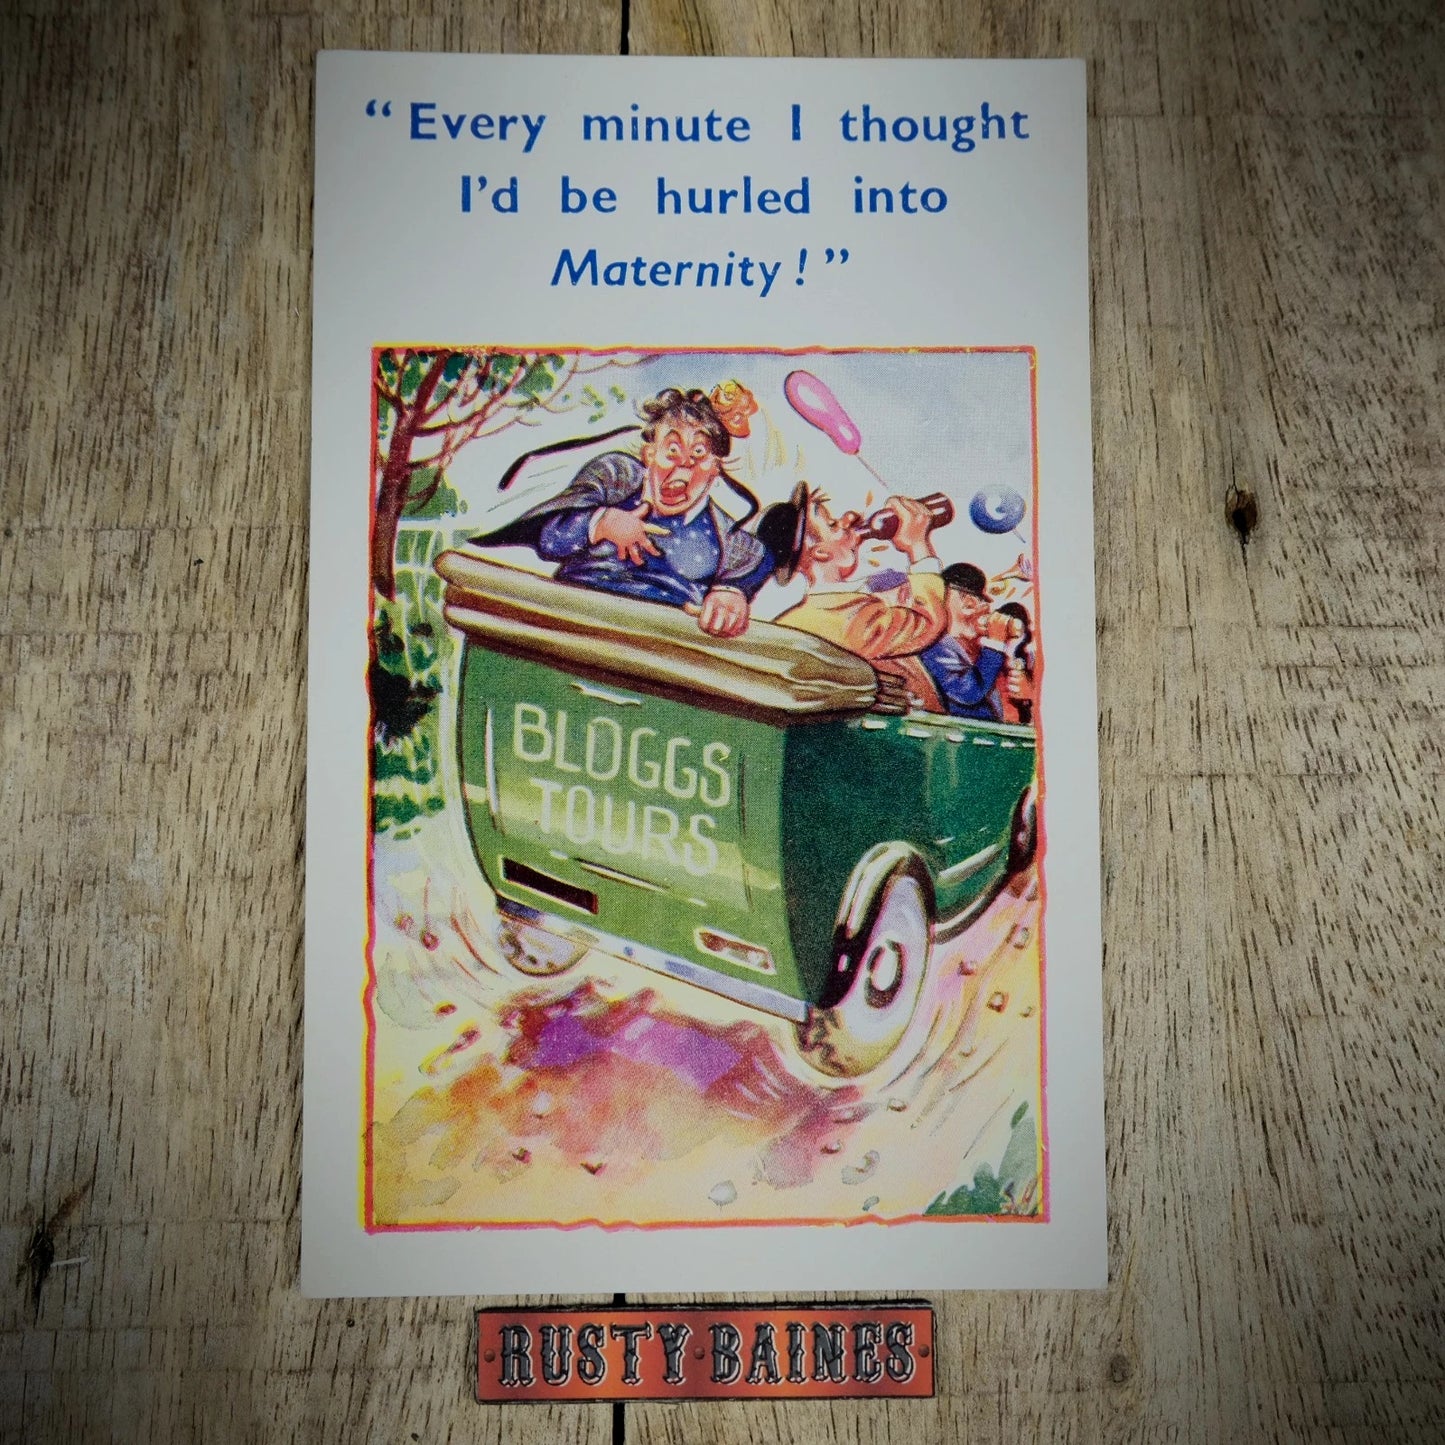 “ Every minute I thought
I’d be hurled into
Maternity ! ”
BLOGGS
TOURS
RUSTY BAINES